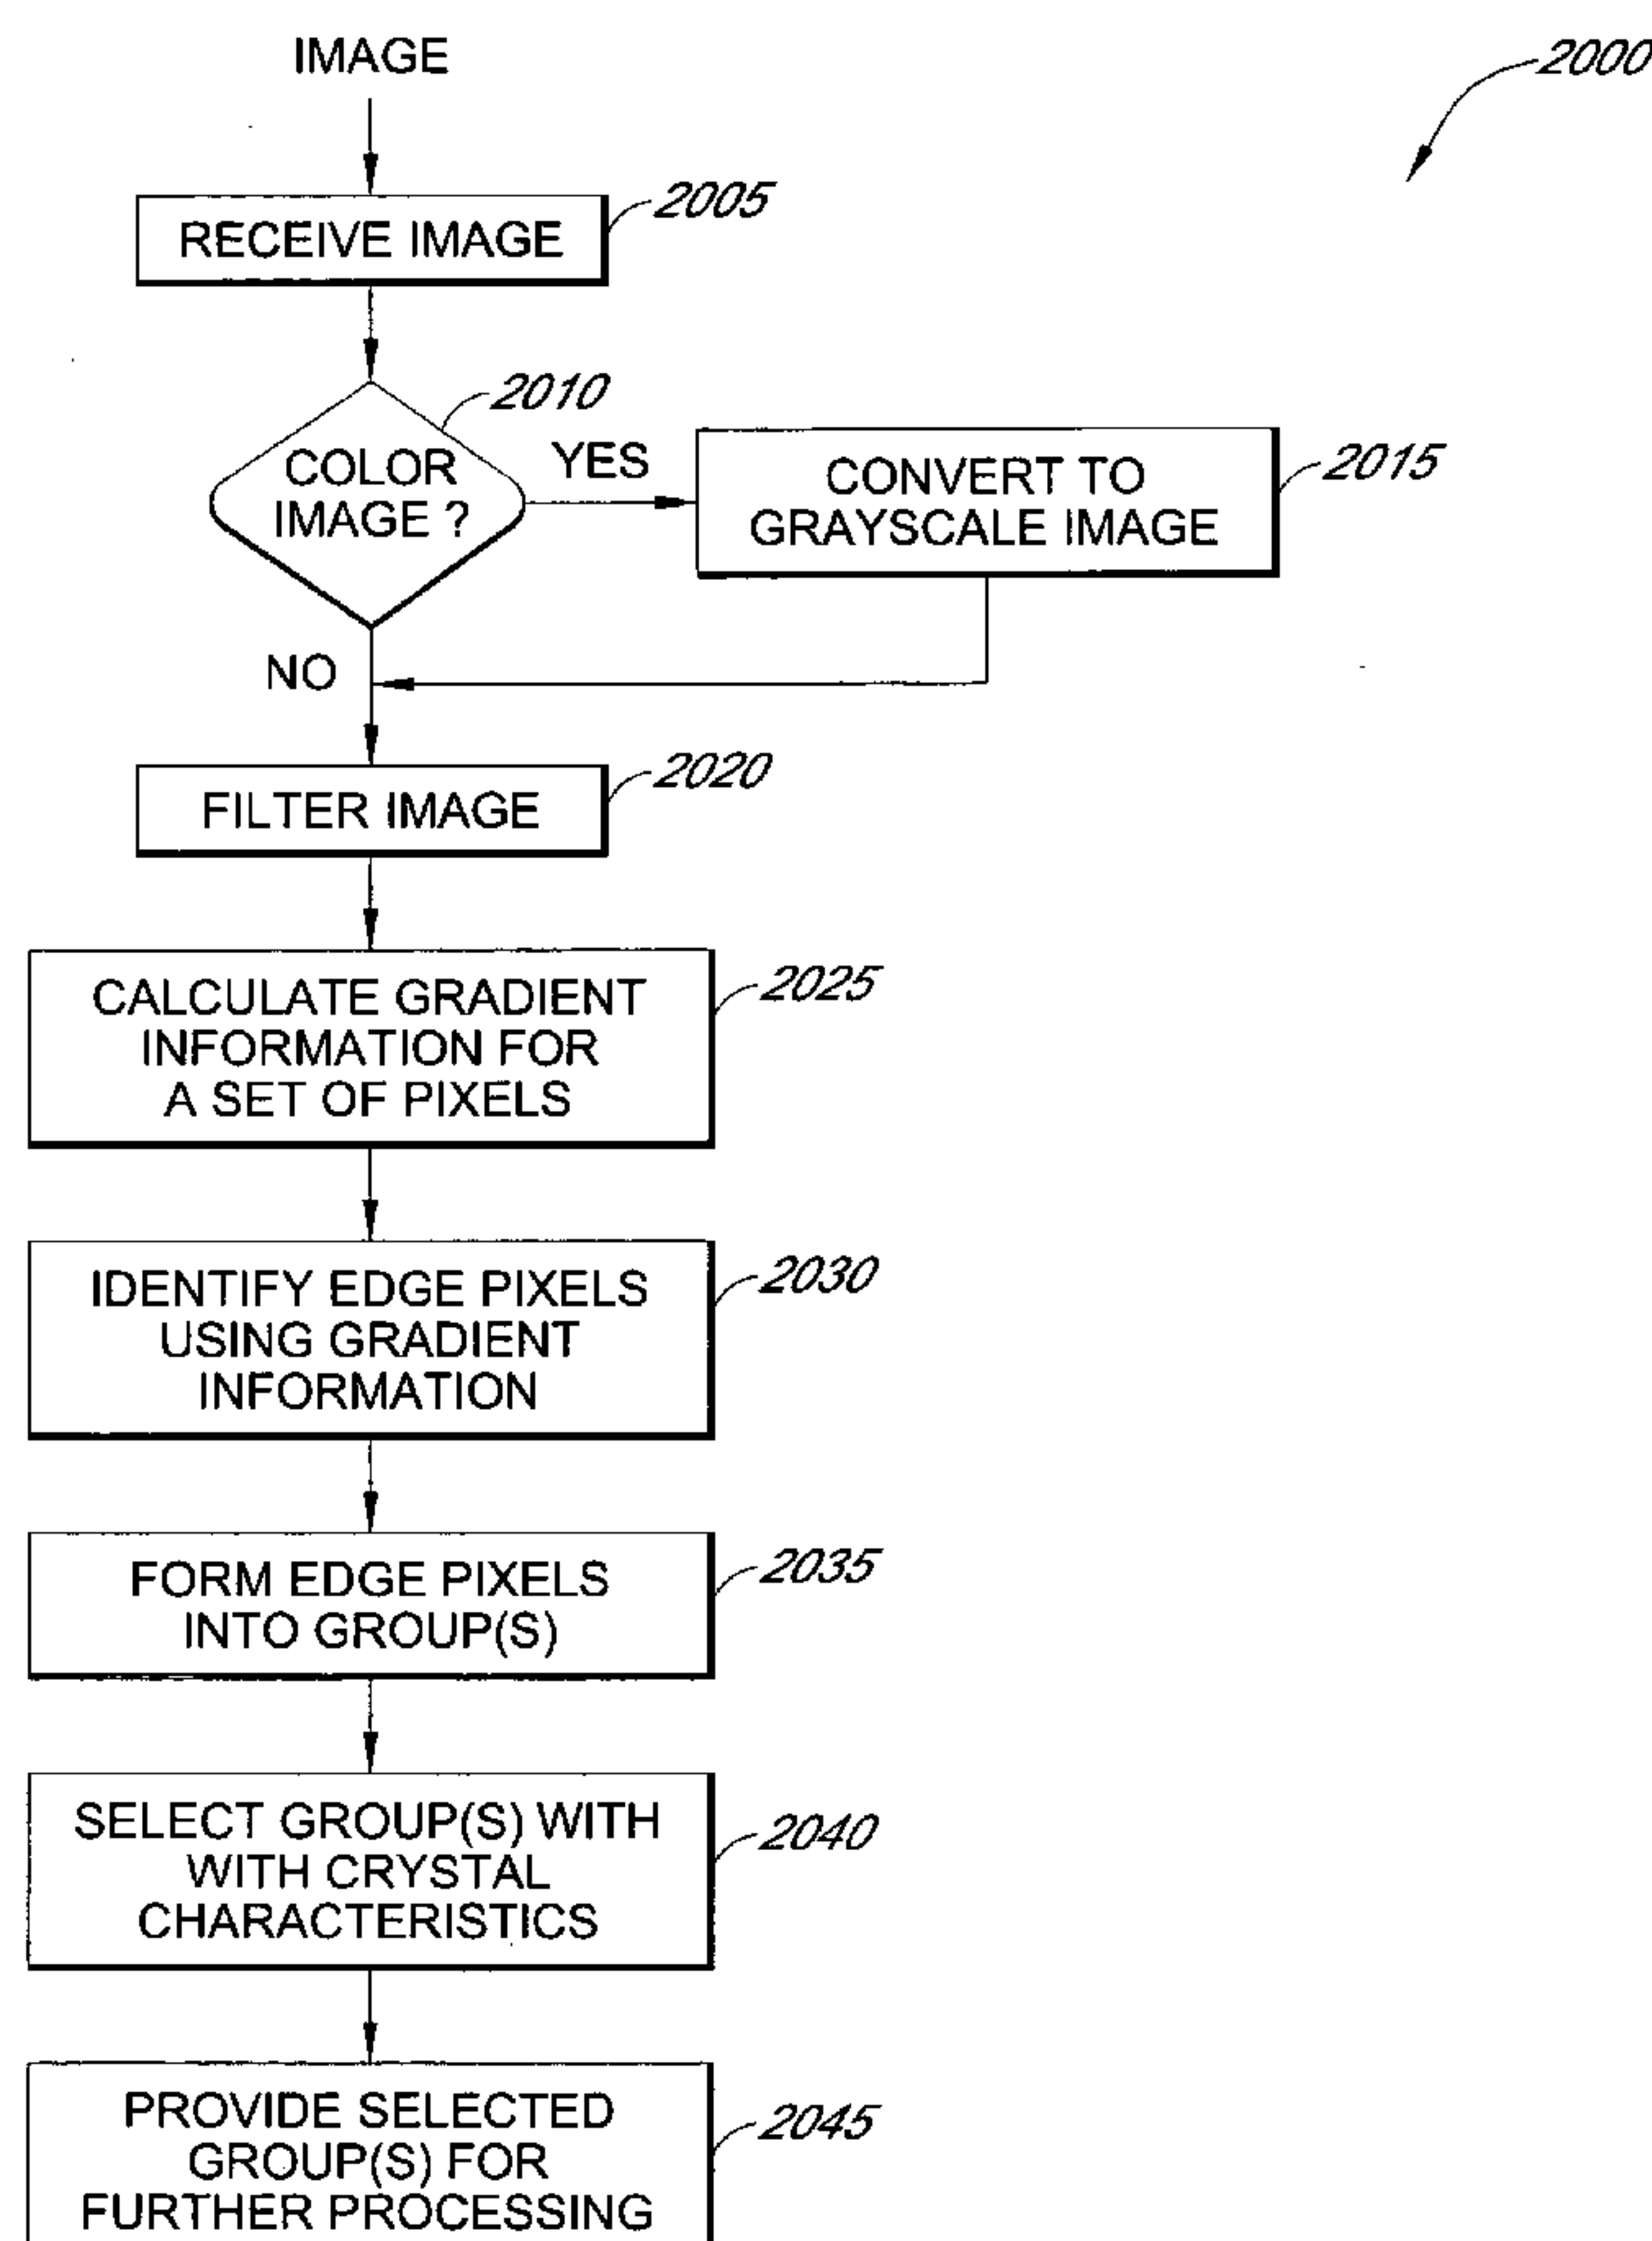 IMAGE
2000
RECEIVE IMAGE
2005
COLOR
IMAGE ?
2010
YES
CONVERT TO
GRAYSCALE IMAGE
2015
NO
FILTER IMAGE
2020
CALCULATE GRADIENT
INFORMATION FOR
A SET OF PIXELS
2025
IDENTIFY EDGE PIXELS
USING GRADIENT
INFORMATION
2030
FORM EDGE PIXELS
INTO GROUP(S)
2035
SELECT GROUP(S) WITH
WITH CRYSTAL
CHARACTERISTICS
2040
PROVIDE SELECTED
GROUP(S) FOR
FURTHER PROCESSING
2045